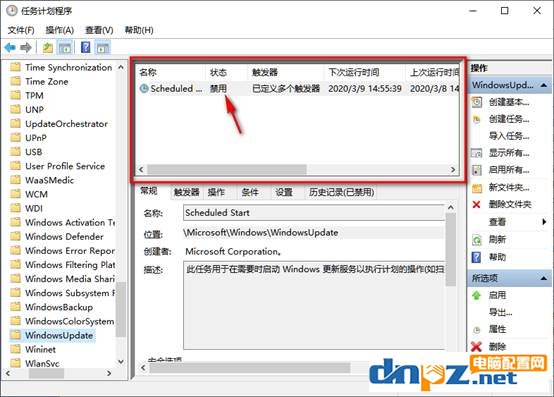 任务计划程序
文件(F) 操作(A) 查看(V) 帮助(H)
Time Synchronization
Time Zone
TPM
UNP
UpdateOrchestrator
UPnP
USB
User Profile Service
WaaSMedic
WCM
WDI
Windows Activation Te
Windows Defender
Windows Error Repor
Windows Filtering Plat
Windows Media Shari
Windows Subsystem F
WindowsBackup
WindowsColorSystem
WindowsUpdate
Wininet
WlanSvc
名称 状态 触发器 下次运行时间 上次运行时间
Scheduled ... 禁用 已定义多个触发器 2020/3/9 14:55:39 2020/3/8 14
常规 触发器 操作 条件 设置 历史记录(已禁用)
名称: Scheduled Start
位置: \Microsoft\Windows\WindowsUpdate
创建者: Microsoft Corporation。
描述: 此任务用于在需要时启动 Windows 更新服务以执行计划的操作(如扫
安全选项
操作
WindowsUpd...
创建基本...
创建任务...
导入任务...
显示所有...
启用所有...
新文件夹...
删除文件夹
查看
刷新
帮助
所选项
启用
导出...
属性
删除
电脑配置网
dnpz.net